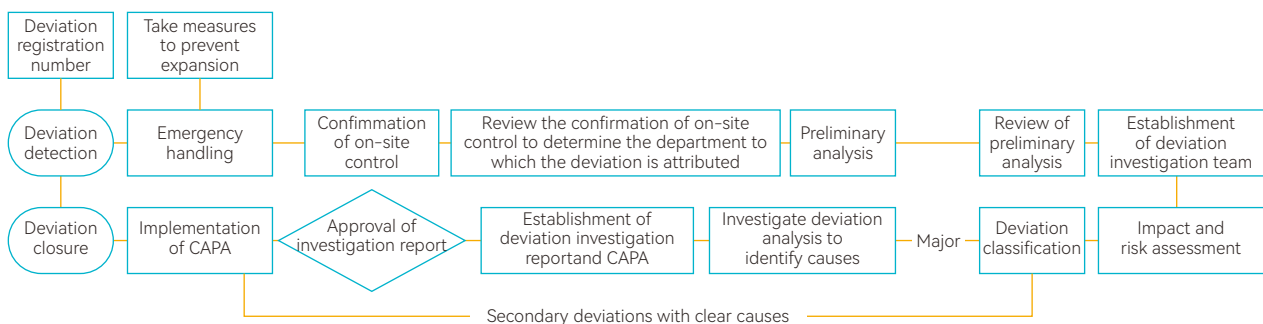 Deviation
registration
number
Take measures
to prevent
expansion
Deviation
detection
Emergency
handling
Confimmation
of on-site
control
Review the confirmation of on-site
control to determine the department to
which the deviation is attributed
Preliminary
analysis
Review of
preliminary
analysis
Establishment
of deviation
investigation team
Deviation
closure
Implementation
of CAPA
Approval of
investigation report
Establishment of
deviation investigation
reportand CAPA
Investigate deviation
analysis to
identify causes
Major
Deviation
classification
Impact and
risk assessment
Secondary deviations with clear causes